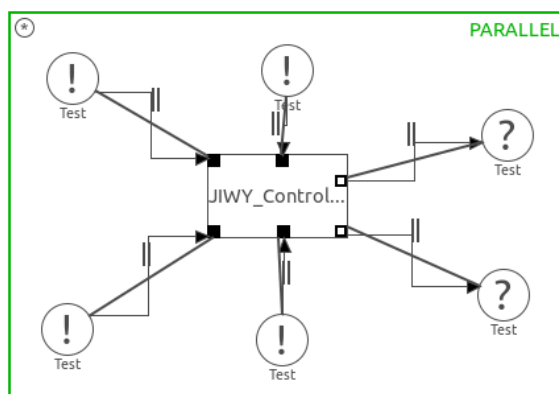 * PARALLEL
! ! 
Test Test
|| ||
|| ?
Test
JIWY_Control...
|| || ||
?
! ! Test
Test Test